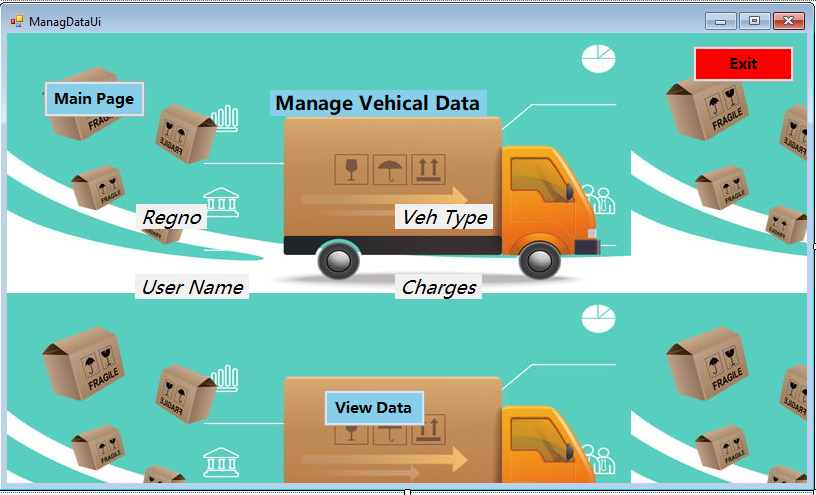 ManagDataUi
Exit
Main Page
Manage Vehical Data
FRAGILE
FRAGILE
FRAGILE
Regno
Veh Type
User Name
Charges
FRAGILE
FRAGILE
FRAGILE
View Data